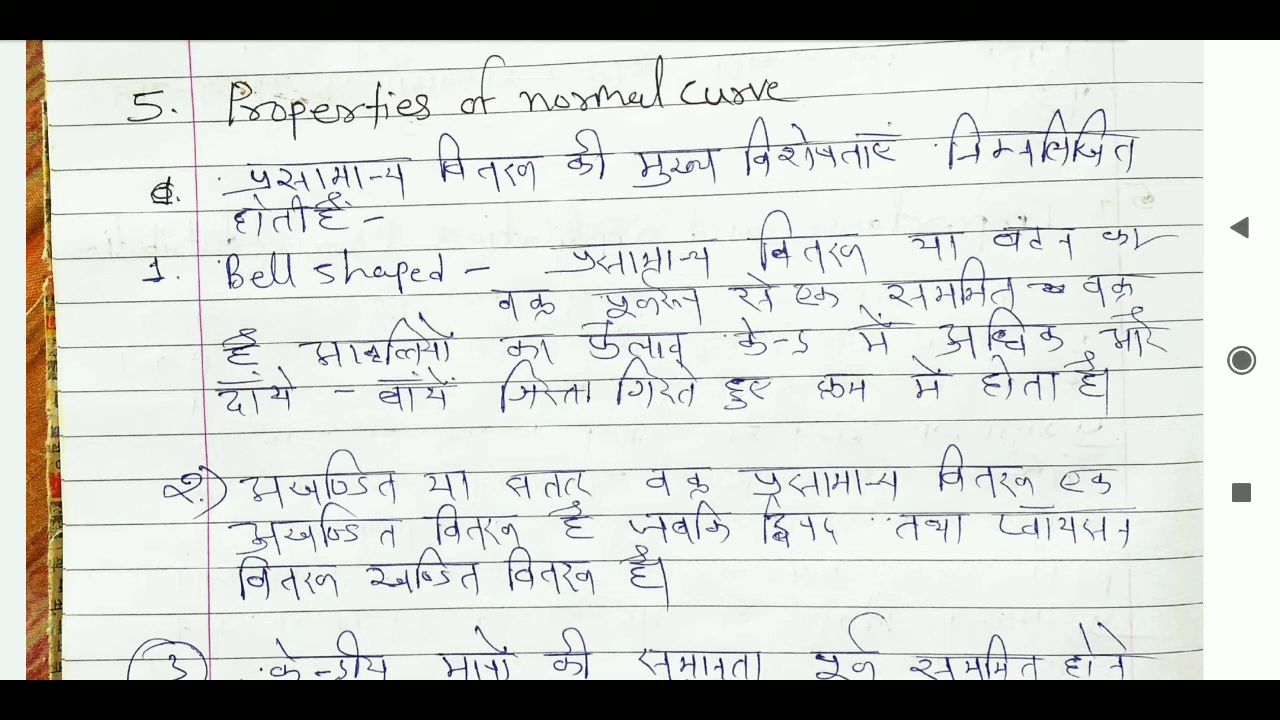 5. Properties of normal curve
प्रसामान्य वितरण की मुख्य विशेषताएं निम्नलिखित
होती हैं -
1. Bell shaped - प्रसामान्य वितरण या बंटन का
वक्र पूर्णरूप से एक सममित वक्र
है आवृत्तियों का फैलाव केन्द्र में अधिक और
दांये - बांयें गिरते हुए क्रम में होता है।
2.) अखण्डित या सतत वक्र प्रसामान्य वितरण एक
अखण्डित वितरण है जबकि द्विपद तथा प्वॉयसन
वितरण खण्डित वितरण है।
3 केन्द्रीय मापों की समानता पूर्ण सममित होने